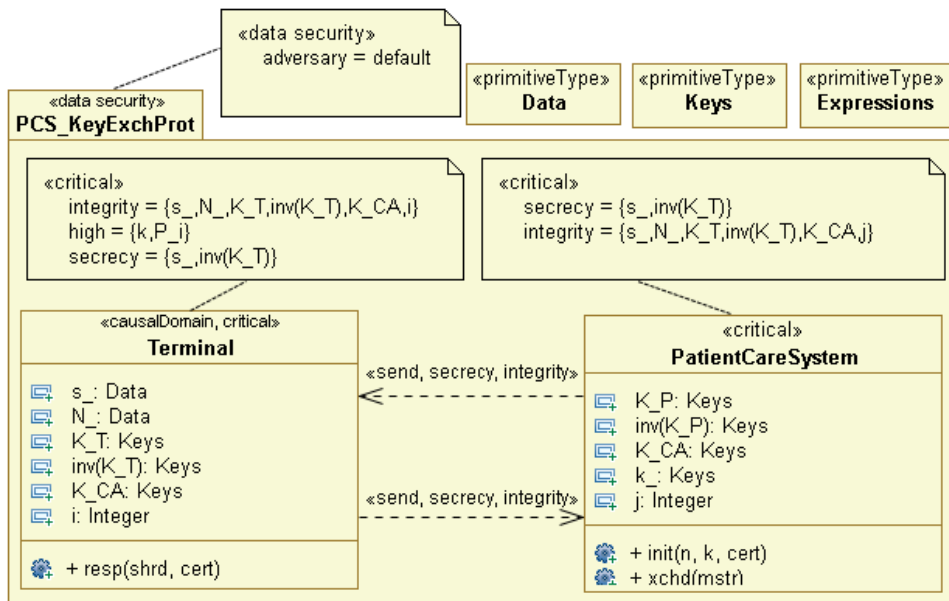 «data security»
adversary = default
«primitiveType»
Data
«primitiveType»
Keys
«primitiveType»
Expressions
«data security»
PCS_KeyExchProt
«critical»
integrity = {s_,N_,K_T,inv(K_T),K_CA,i}
high = {k,P_i}
secrecy = {s_,inv(K_T)}
«critical»
secrecy = {s_,inv(K_T)}
integrity = {s_,N_,K_T,inv(K_T),K_CA,j}
«causalDomain, critical»
Terminal
s_: Data
N_: Data
K_T: Keys
inv(K_T): Keys
K_CA: Keys
i: Integer
+ resp(shrd, cert)
«send, secrecy, integrity»
«send, secrecy, integrity»
«critical»
PatientCareSystem
K_P: Keys
inv(K_P): Keys
K_CA: Keys
k_: Keys
j: Integer
+ init(n, k, cert)
+ xchd(mstr)